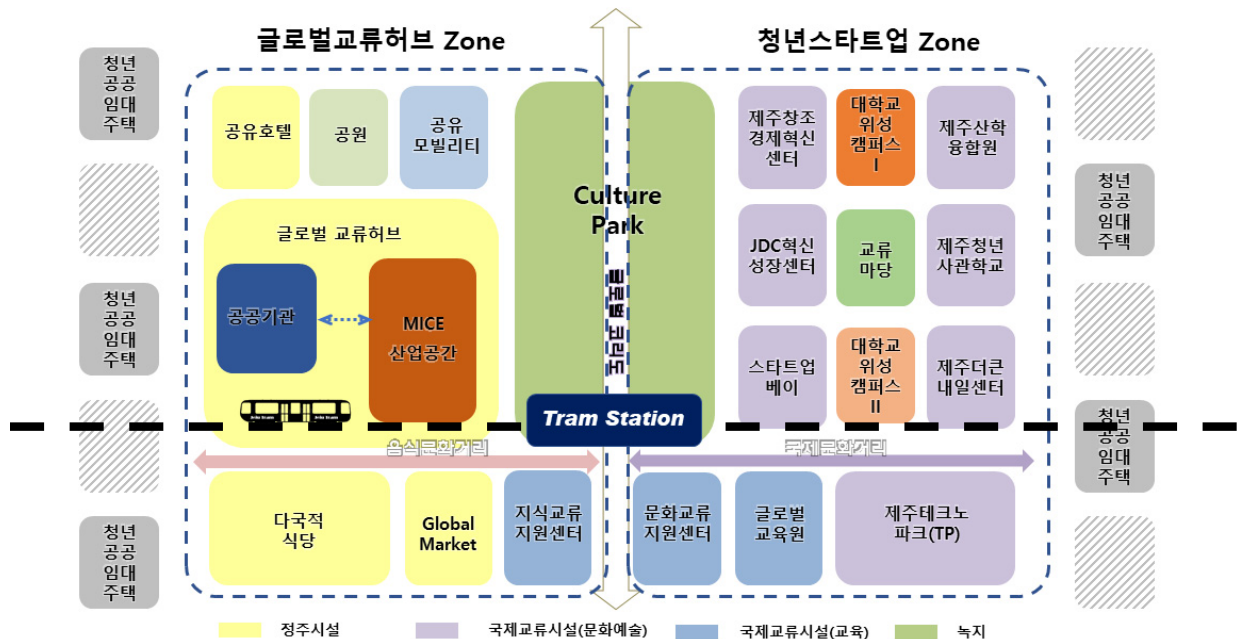 글로벌교류허브 Zone
청년스타트업 Zone
청년
공공
임대
주택
청년
공공
임대
주택
청년
공공
임대
주택
공유호텔
공원
공유
모빌리티
글로벌 교류허브
공공기관
MICE
산업공간
Culture
Park
글로벌 코리도
Tram Station
음식문화거리
국제문화거리
다국적
식당
Global
Market
지식교류
지원센터
문화교류
지원센터
글로벌
교육원
제주테크노
파크(TP)
제주창조
경제혁신
센터
대학교
위성
캠퍼스
I
제주산학
융합원
JDC혁신
성장센터
교류
마당
제주청년
사관학교
스타트업
베이
대학교
위성
캠퍼스
II
제주더큰
내일센터
청년
공공
임대
주택
청년
공공
임대
주택
정주시설
국제교류시설(문화예술)
국제교류시설(교육)
녹지